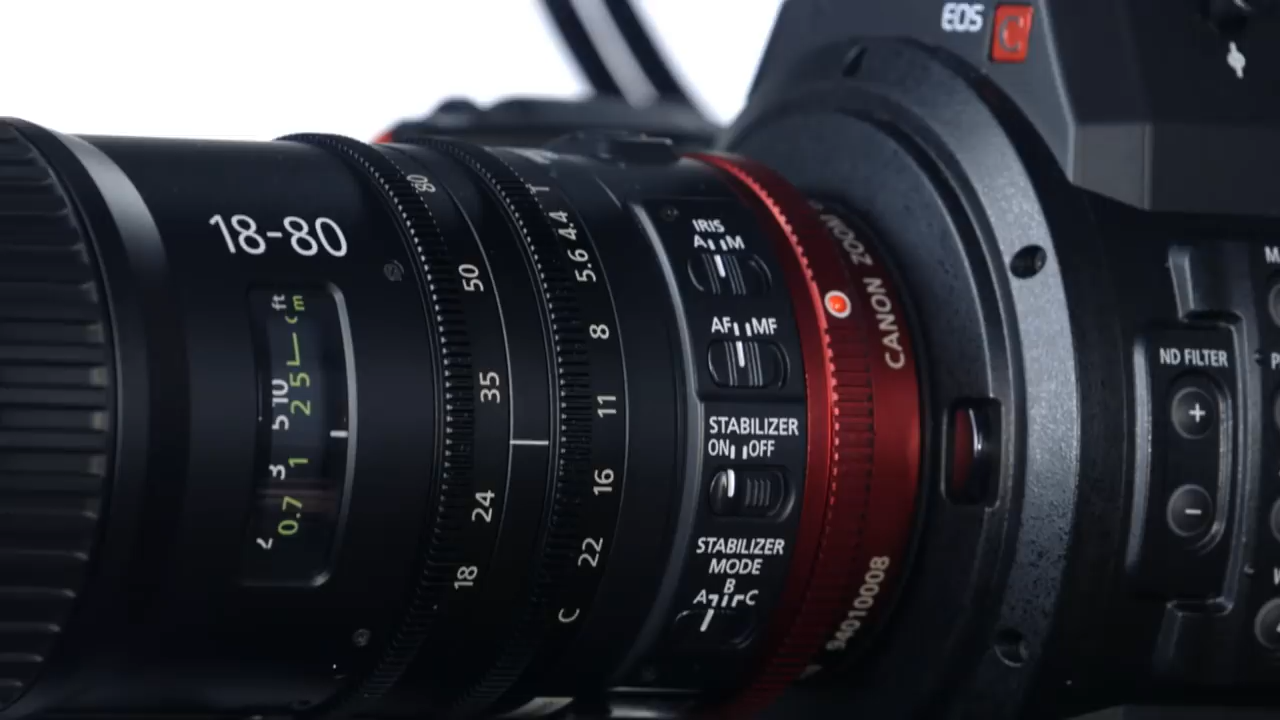 EOS C
18-80
ft
m
10
5
5
2
3
1
0.7
80
50
35
24
18
4.4
5.6
8
11
16
22
C
IRIS
A M
AF MF
STABILIZER
ON OFF
STABILIZER
MODE
B
A C
CANON ZOOM
94010008
ND FILTER
+
-